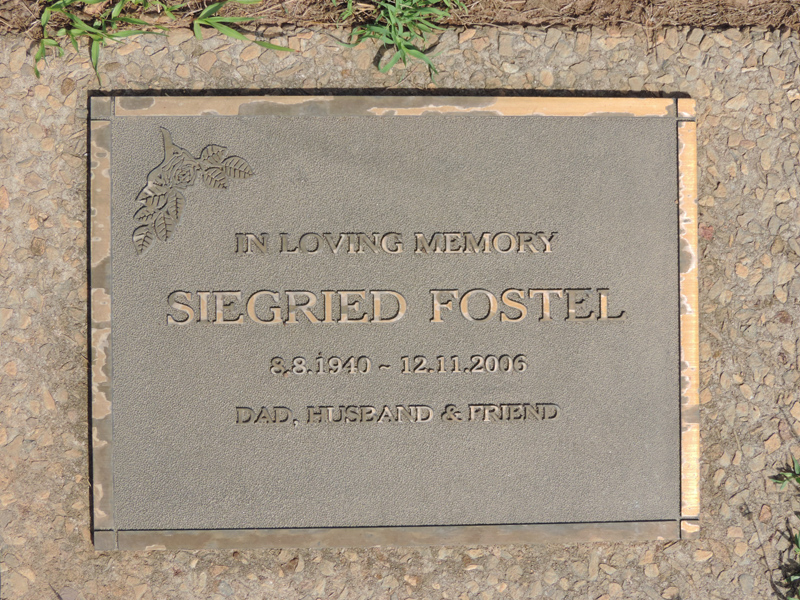 IN LOVING MEMORY
SIEGRIED FOSTEL
8.8.1940 ~ 12.11.2006
DAD, HUSBAND & FRIEND